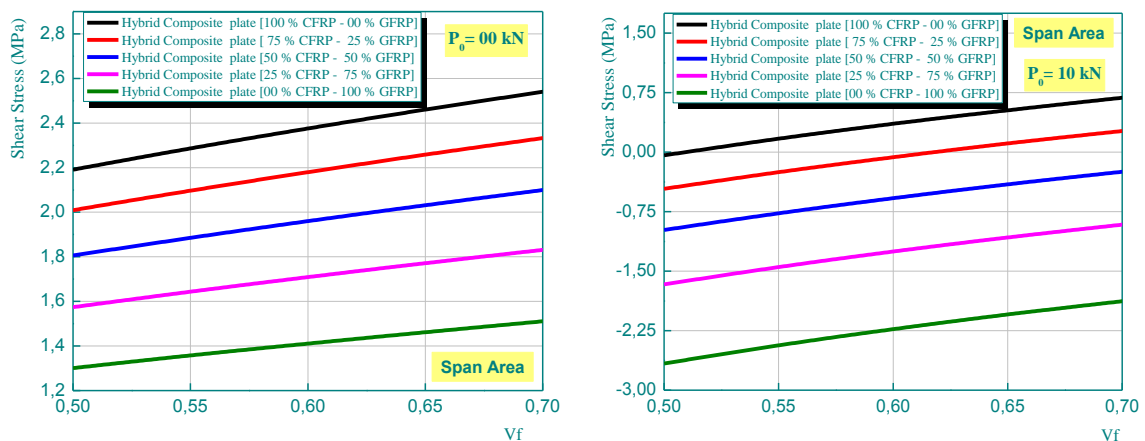 Hybrid Composite plate [100 % CFRP - 00 % GFRP]
Hybrid Composite plate [ 75 % CFRP - 25 % GFRP]
Hybrid Composite plate [50 % CFRP - 50 % GFRP]
Hybrid Composite plate [25 % CFRP - 75 % GFRP]
Hybrid Composite plate [00 % CFRP - 100 % GFRP]
P0= 00 kN
Shear Stress (MPa)
2,8
2,6
2,4
2,2
2,0
1,8
1,6
1,4
1,2
Span Area
0,50
0,55
0,60
0,65
0,70
Vf
Hybrid Composite plate [100 % CFRP - 00 % GFRP]
Hybrid Composite plate [ 75 % CFRP - 25 % GFRP]
Hybrid Composite plate [50 % CFRP - 50 % GFRP]
Hybrid Composite plate [25 % CFRP - 75 % GFRP]
Hybrid Composite plate [00 % CFRP - 100 % GFRP]
Span Area
P0= 10 kN
Shear Stress (MPa)
1,50
0,75
0,00
-0,75
-1,50
-2,25
-3,00
0,50
0,55
0,60
0,65
0,70
Vf